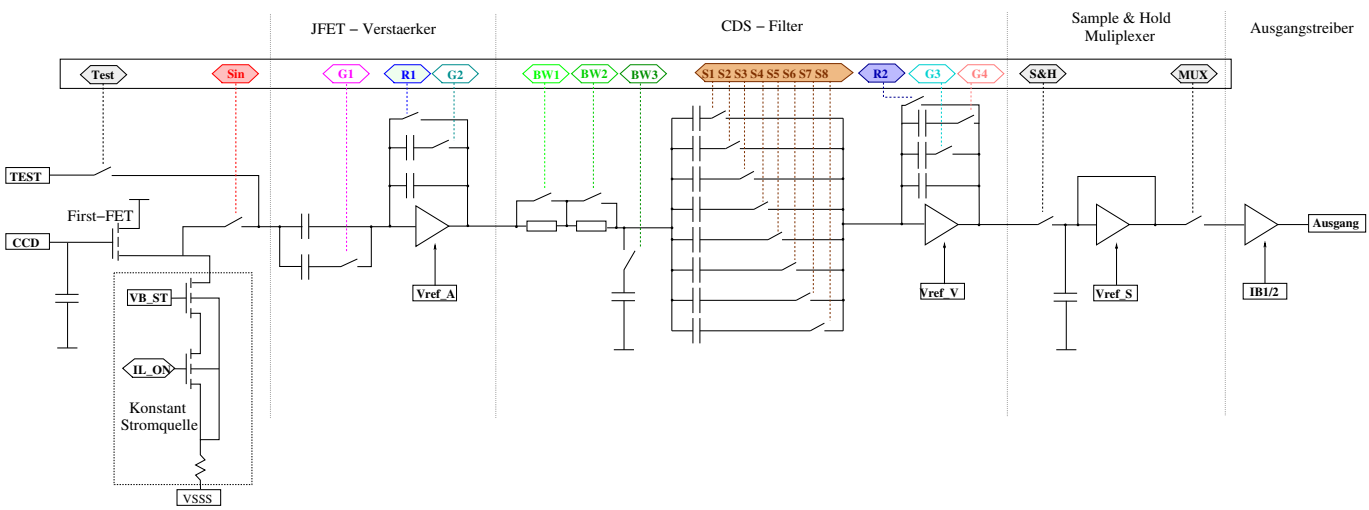 JFET – Verstaerker
CDS – Filter
Sample & Hold
Muliplexer
Ausgangstreiber
Test
Sin
G1
R1
G2
BW1
BW2
BW3
S1 S2 S3 S4 S5 S6 S7 S8
R2
G3
G4
S&H
MUX
TEST
First–FET
CCD
Ausgang
VB_ST
Vref_A
Vref_V
Vref_S
IB1/2
IL_ON
Konstant
Stromquelle
VSSS